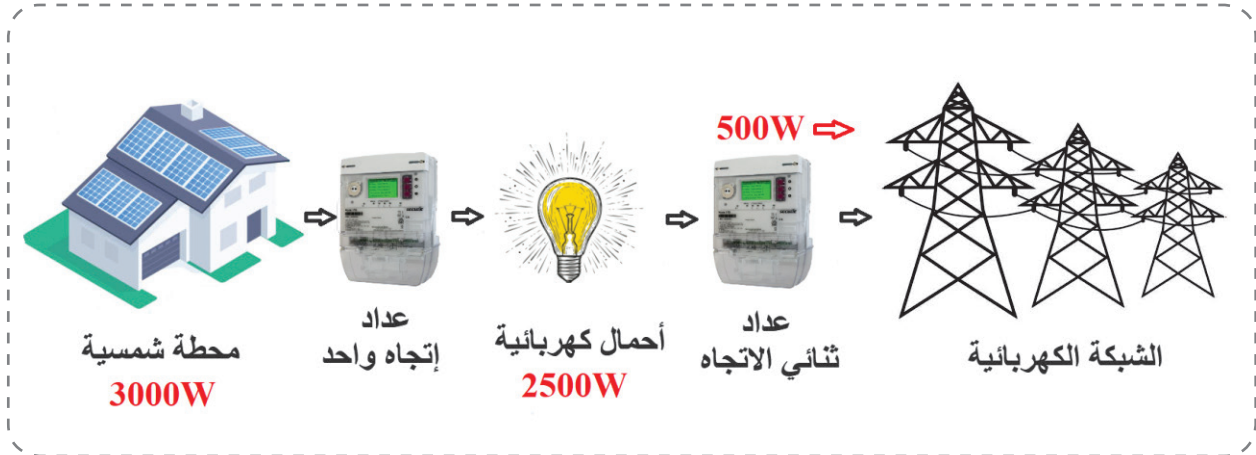 500W
محطة شمسية
3000W
عداد
إتجاه واحد
أحمال كهربائية
2500W
عداد
ثنائي الاتجاه
الشبكة الكهربائية